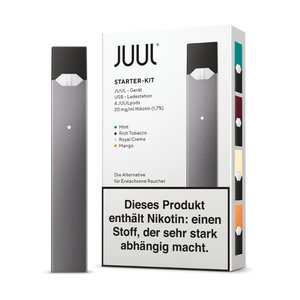 JUUL
STARTER-KIT
JUUL - Gerät
USB - Ladestation
4 JUULpods
20 mg/ml Nikotin (1,7%)
Mint
Rich Tobacco
Royal Creme
Mango
Die Alternative
für Erwachsene Raucher
Dieses Produkt
enthält Nikotin: einen
Stoff, der sehr stark
abhängig macht.